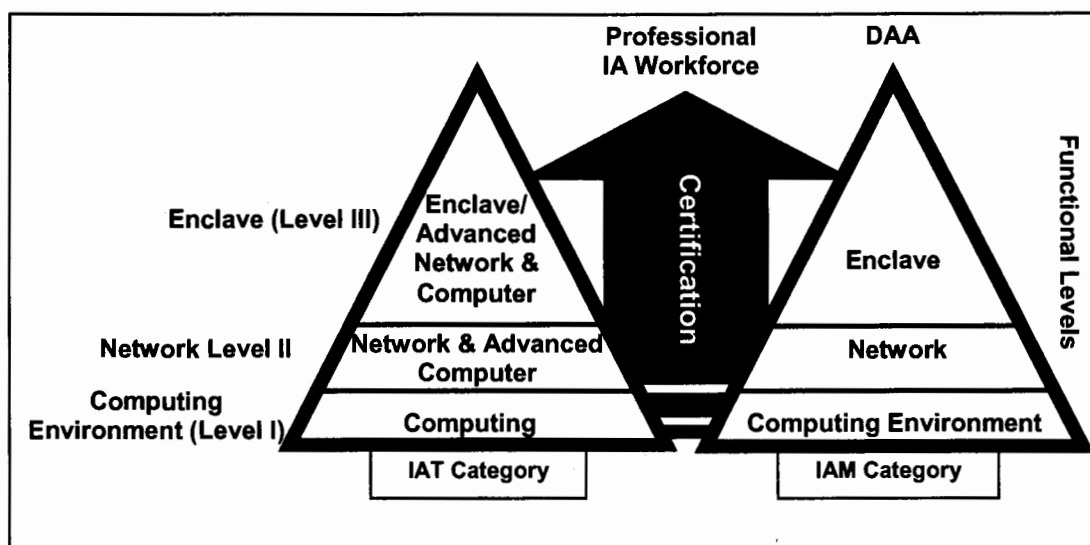 Professional
IA Workforce
DAA
Functional Levels
Certification
Enclave (Level III)
Enclave/
Advanced
Network &
Computer
Enclave
Network Level II
Network & Advanced
Computer
Network
Computing
Environment (Level I)
Computing
Computing Environment
IAT Category
IAM Category